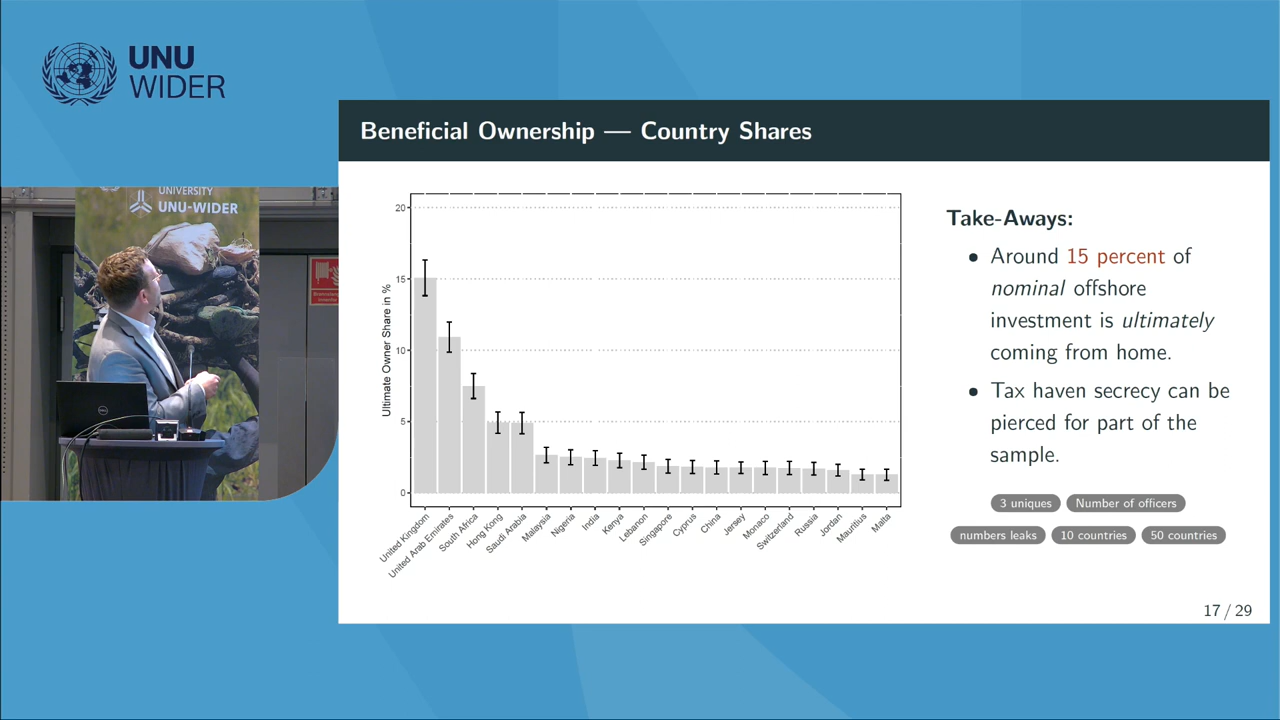 UNU
WIDER
Beneficial Ownership — Country Shares
UNIVERSITY
UNU-WIDER
20
15
10
5
0
Ultimate Owner Share in %
United Kingdom
United Arab Emirates
South Africa
Hong Kong
Saudi Arabia
Malaysia
Nigeria
India
Kenya
Lebanon
Singapore
Cyprus
China
Jersey
Monaco
Switzerland
Russia
Jordan
Mauritius
Malta
Take-Aways:
● Around 15 percent of
nominal offshore
investment is ultimately
coming from home.
● Tax haven secrecy can be
pierced for part of the
sample.
3 uniques
Number of officers
numbers leaks
10 countries
50 countries
17 / 29